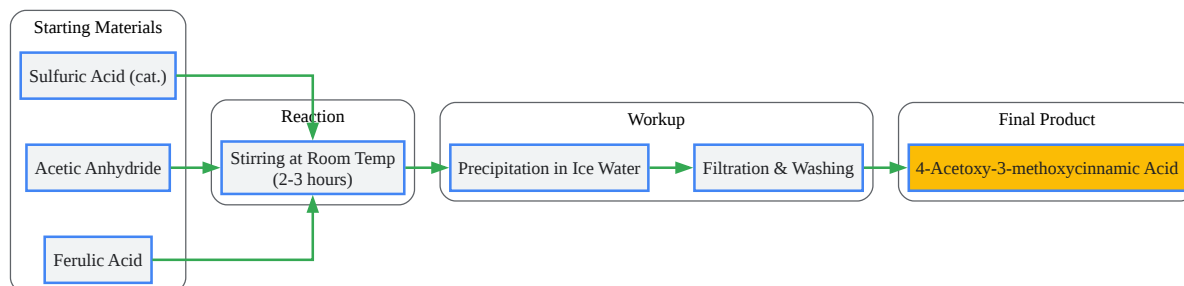 Starting Materials
Sulfuric Acid (cat.)
Acetic Anhydride
Ferulic Acid
Reaction
Stirring at Room Temp
(2-3 hours)
Workup
Precipitation in Ice Water
Filtration & Washing
Final Product
4-Acetoxy-3-methoxycinnamic Acid